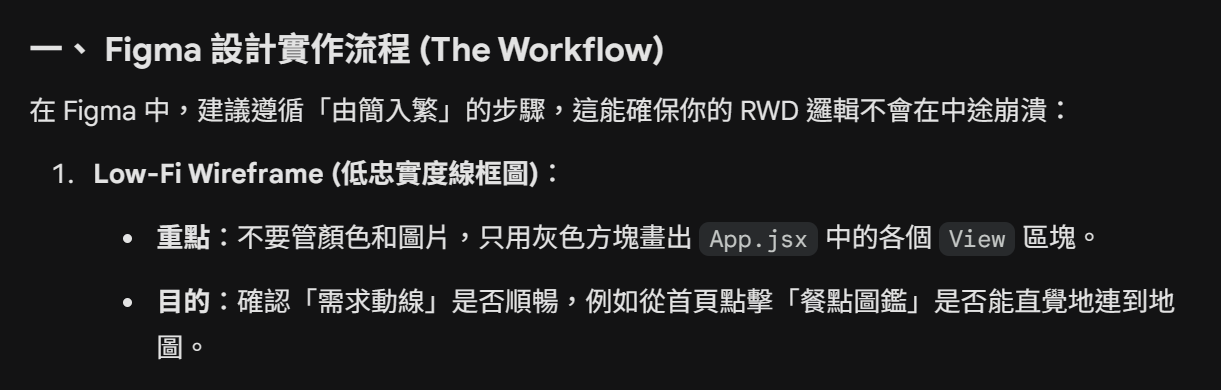 一、 Figma 設計實作流程 (The Workflow)
在 Figma 中，建議遵循「由簡入繁」的步驟，這能確保你的 RWD 邏輯不會在中途崩潰：
1. Low-Fi Wireframe (低忠實度線框圖)：
• 重點：不要管顏色和圖片，只用灰色方塊畫出 App.jsx 中的各個 View 區塊。
• 目的：確認「需求動線」是否順暢，例如從首頁點擊「餐點圖鑑」是否能直覺地連到地
圖。